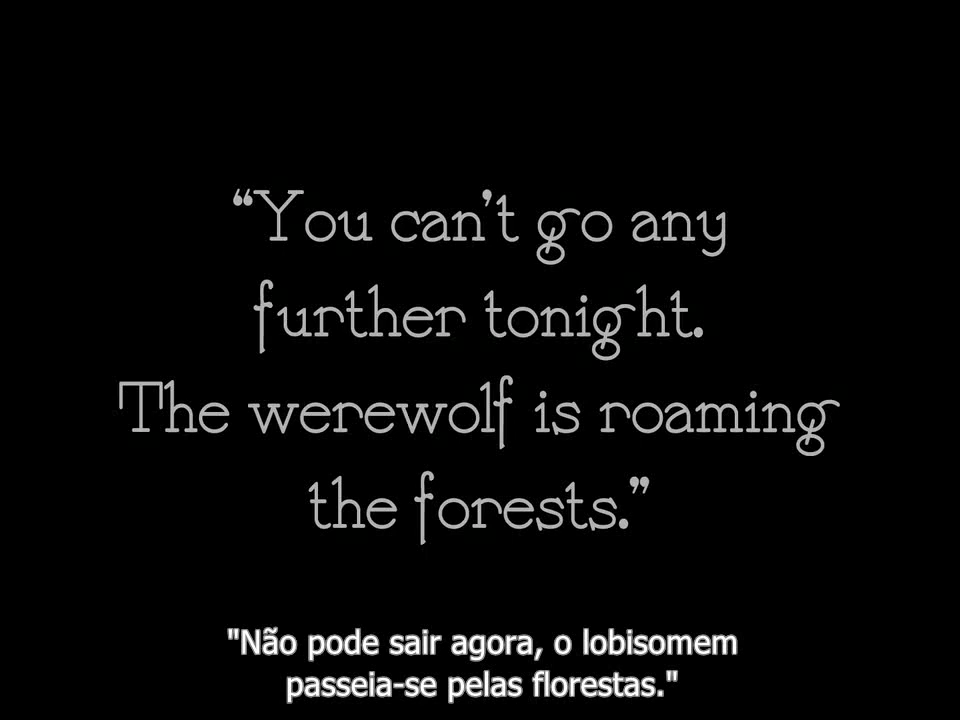 “You can’t go any
further tonight.
The werewolf is roaming
the forests.”
"Não pode sair agora, o lobisomem
passeia-se pelas florestas."